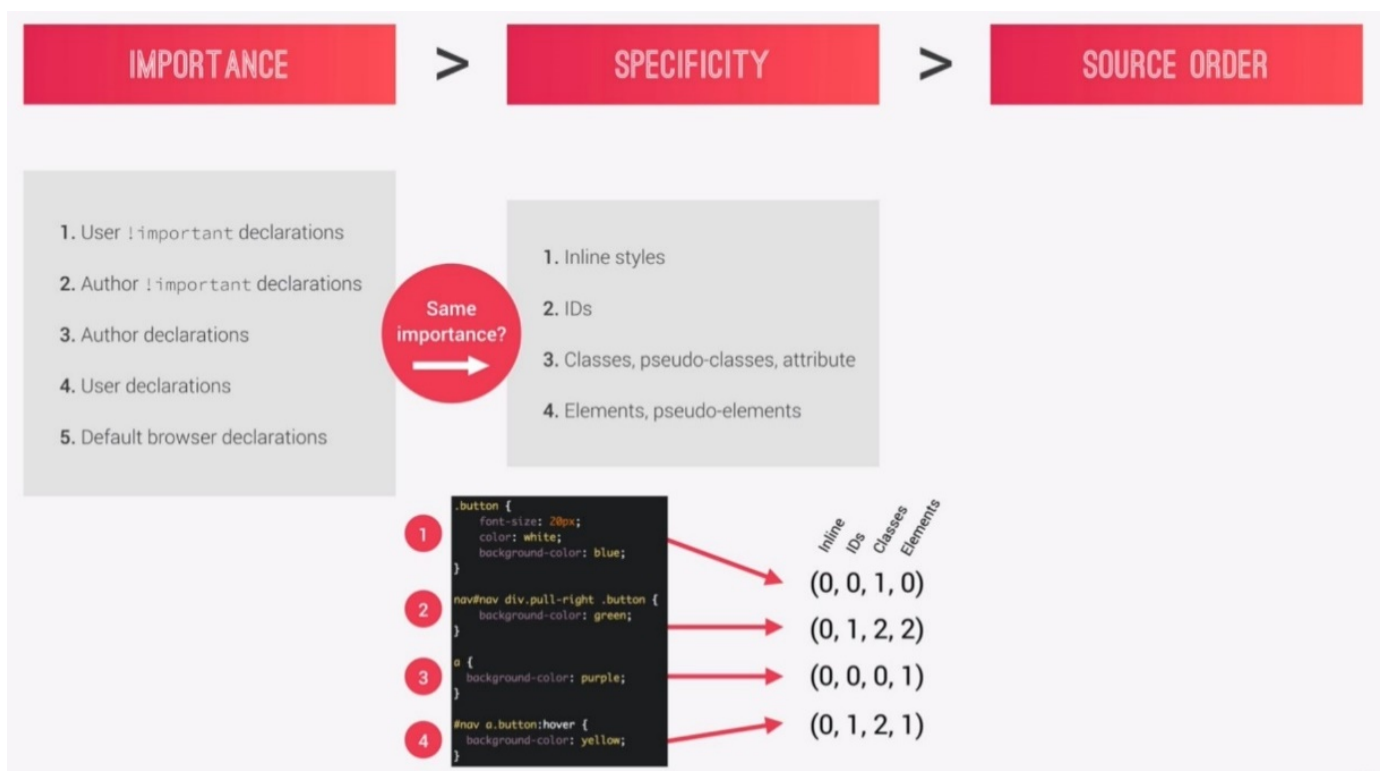 IMPORTANCE > SPECIFICITY > SOURCE ORDER
1. User !important declarations
2. Author !important declarations
3. Author declarations
4. User declarations
5. Default browser declarations
Same
importance?
1. Inline styles
2. IDs
3. Classes, pseudo-classes, attribute
4. Elements, pseudo-elements
1
.button {
font-size: 20px;
color: white;
background-color: blue;
}
2
nav#nav div.pull-right .button {
background-color: green;
}
3
a {
background-color: purple;
}
4
#nav a.button:hover {
background-color: yellow;
}
Inline
IDs
Classes
Elements
(0, 0, 1, 0)
(0, 1, 2, 2)
(0, 0, 0, 1)
(0, 1, 2, 1)